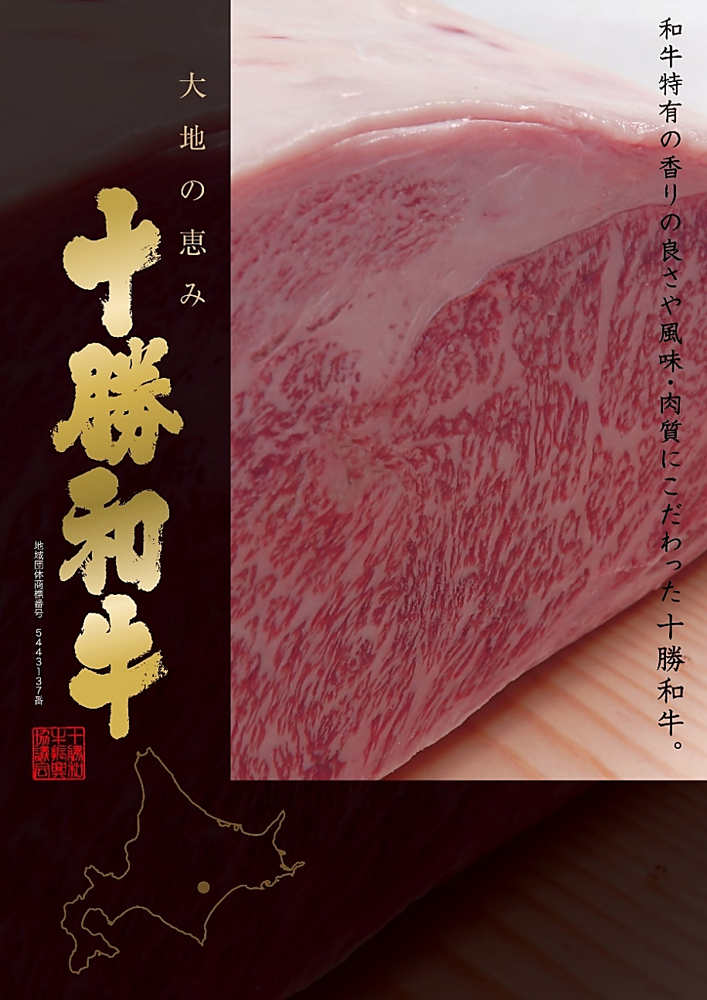 和牛特有の香りの良さや風味・肉質にこだわった十勝和牛。
大地の恵み
十勝和牛
地域団体商標番号 5443137番
十勝和
牛振興
協議会